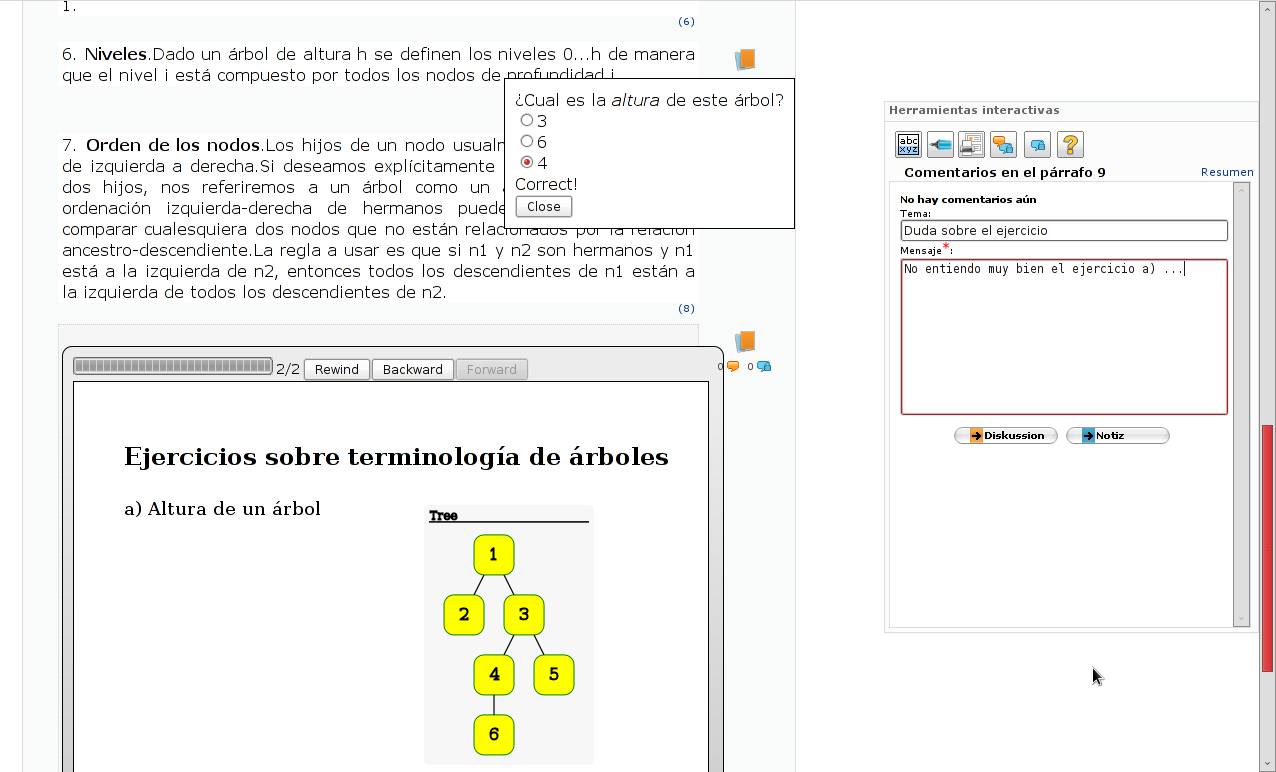 1.
(6)
6. Niveles.Dado un árbol de altura h se definen los niveles 0...h de manera
que el nivel i está compuesto por todos los nodos de profundidad i
¿Cual es la altura de este árbol?
3
6
4
Correct!
Close
7. Orden de los nodos.Los hijos de un nodo usualm
de izquierda a derecha.Si deseamos explícitamente
dos hijos, nos referiremos a un árbol como un
ordenación izquierda-derecha de hermanos puede
comparar cualesquiera dos nodos que no están relacionados por la relación
ancestro-descendiente.La regla a usar es que si n1 y n2 son hermanos y n1
está a la izquierda de n2, entonces todos los descendientes de n1 están a
la izquierda de todos los descendientes de n2.
(8)
2/2 Rewind Backward Forward
0 0
Ejercicios sobre terminología de árboles
a) Altura de un árbol
Tree
1
2 3
4 5
6
Herramientas interactivas
abc
xyz
?
Comentarios en el párrafo 9 Resumen
No hay comentarios aún
Tema:
Duda sobre el ejercicio
Mensaje*:
No entiendo muy bien el ejercicio a) ...
Diskussion Notiz